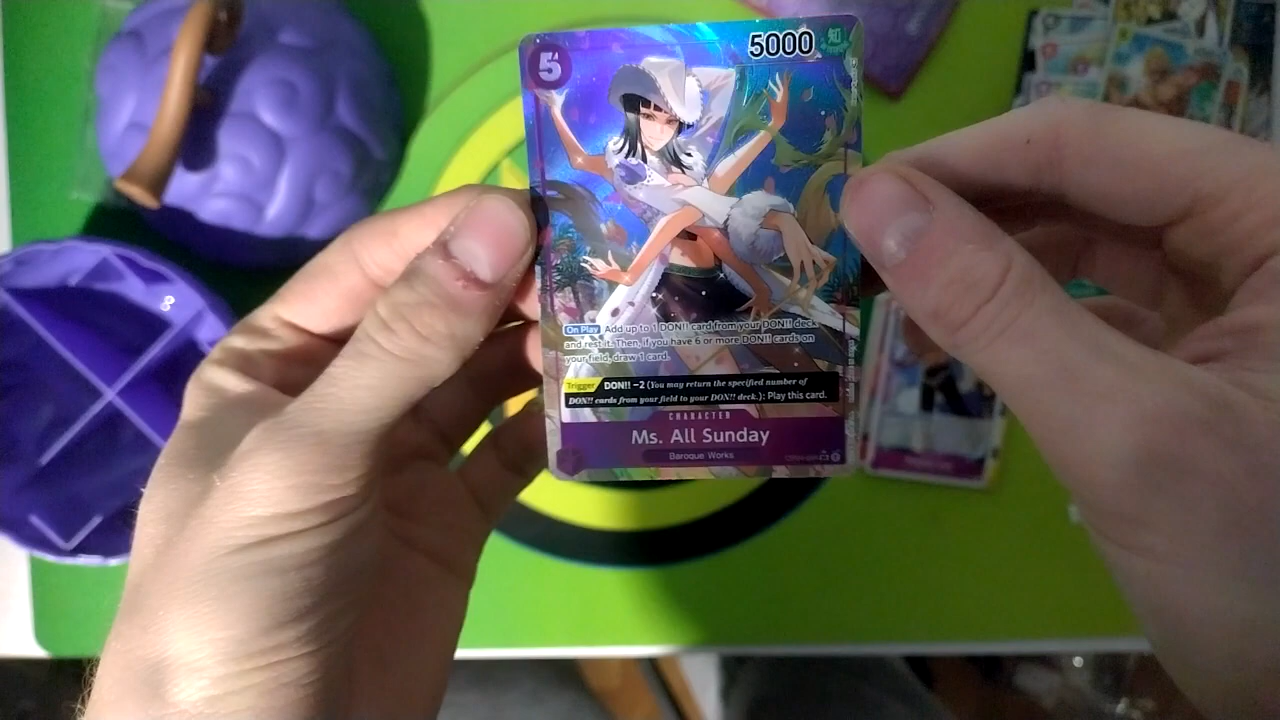 5
5000
知
On Play Add up to 1 DON!! card from your DON!! deck
and rest it. Then, if you have 6 or more DON!! cards on
your field, draw 1 card.
Trigger DON!! −2 (You may return the specified number of
DON!! cards from your field to your DON!! deck.): Play this card.
CHARACTER
Ms. All Sunday
Baroque Works